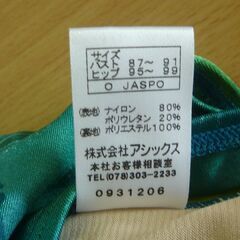 サイズ
バスト 87～91
ヒップ 95～99
O JASPO
(表地) ナイロン 80%
ポリウレタン 20%
(裏地) ポリエステル100%
株式会社アシックス
本社お客様相談室
TEL(078)303-2233
0931206